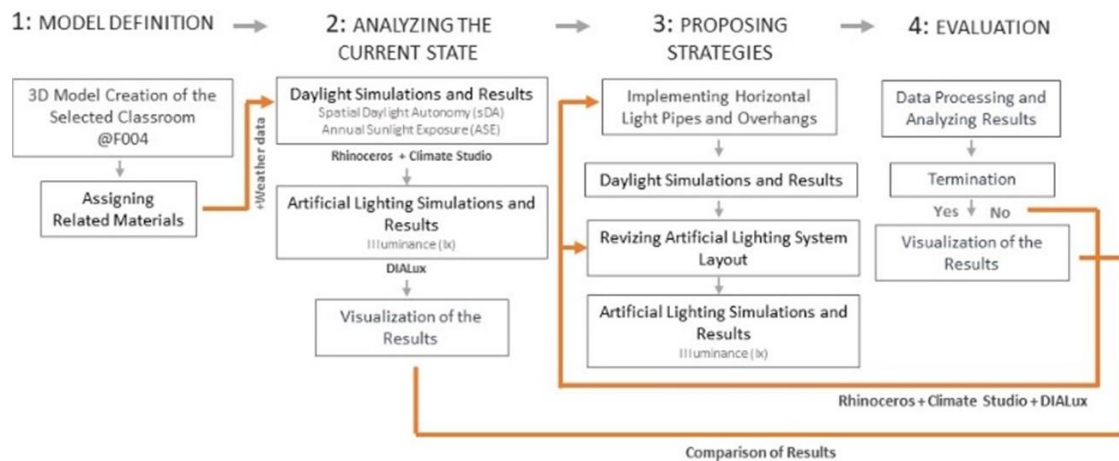 1: MODEL DEFINITION
3D Model Creation of the
Selected Classroom
@F004
Assigning
Related Materials
+Weather data
2: ANALYZING THE
CURRENT STATE
Daylight Simulations and Results
Spatial Daylight Autonomy (sDA)
Annual Sunlight Exposure (ASE)
Rhinoceros + Climate Studio
Artificial Lighting Simulations and
Results
Illuminance (lx)
DIALux
Visualization of the
Results
3: PROPOSING
STRATEGIES
Implementing Horizontal
Light Pipes and Overhangs
Daylight Simulations and Results
Revizing Artificial Lighting System
Layout
Artificial Lighting Simulations and
Results
Illuminance (lx)
4: EVALUATION
Data Processing and
Analyzing Results
Termination
Yes No
Visualization of the
Results
Rhinoceros + Climate Studio + DIALux
Comparison of Results